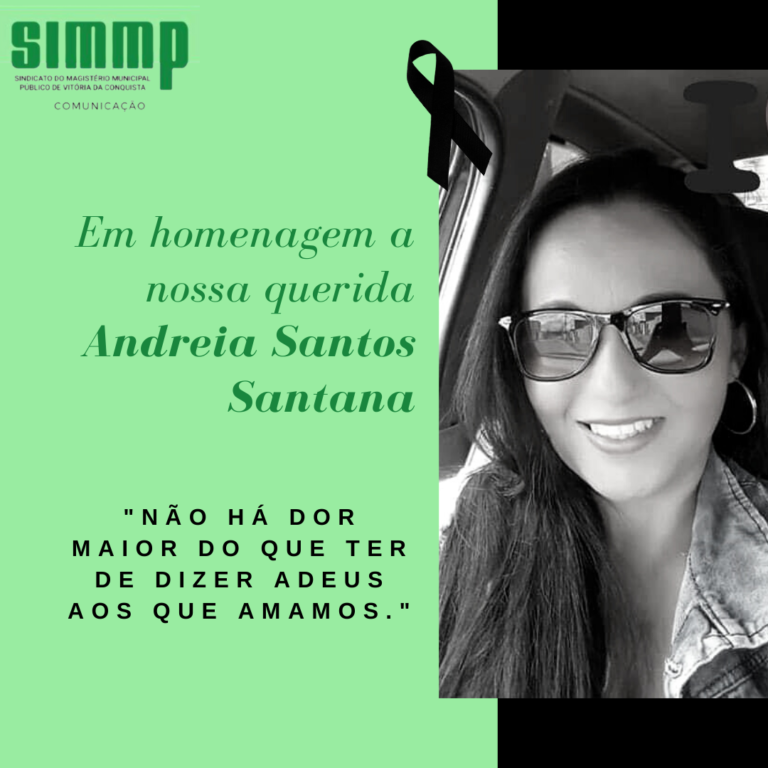 SIMMP
SINDICATO DO MAGISTÉRIO MUNICIPAL
PÚBLICO DE VITÓRIA DA CONQUISTA
COMUNICAÇÃO
Em homenagem a
nossa querida
Andreia Santos
Santana
"NÃO HÁ DOR
MAIOR DO QUE TER
DE DIZER ADEUS
AOS QUE AMAMOS."